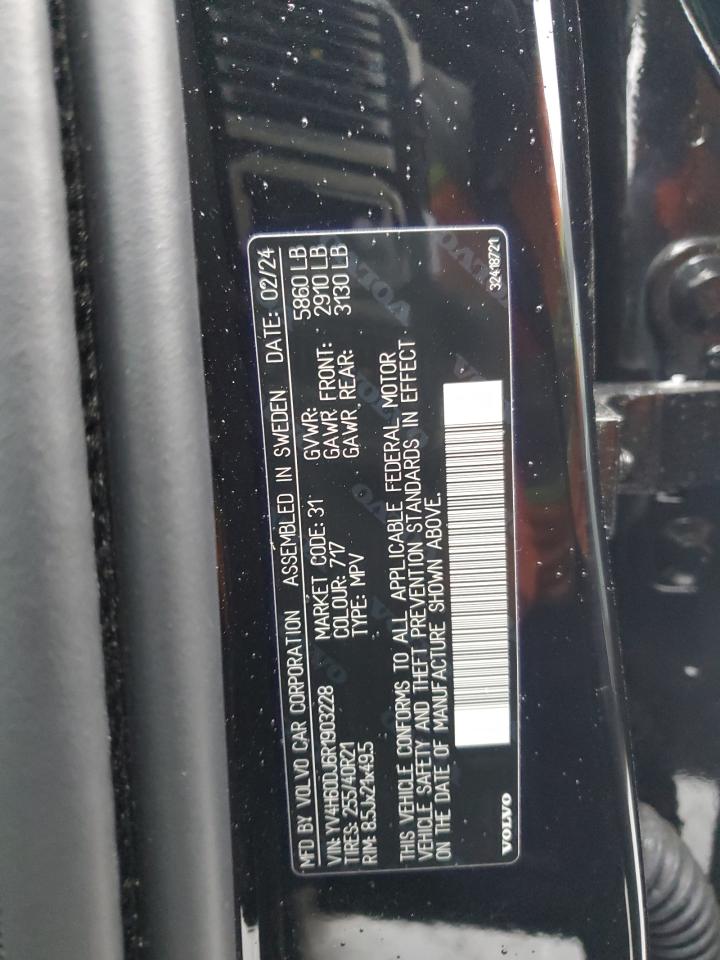 MFD BY VOLVO CAR CORPORATION ASSEMBLED IN SWEDEN DATE: 02/24
VIN: YV4H60DJ6R1903228 MARKET CODE: 31 GVWR: 5860 LB
TIRES: 255/40R21 COLOUR: 717 GAWR FRONT: 2910 LB
RIM: 8.5Jx21x49.5 TYPE: MPV GAWR REAR: 3130 LB
THIS VEHICLE CONFORMS TO ALL APPLICABLE FEDERAL MOTOR
VEHICLE SAFETY AND THEFT PREVENTION STANDARDS IN EFFECT
ON THE DATE OF MANUFACTURE SHOWN ABOVE.
VOLVO 32418721